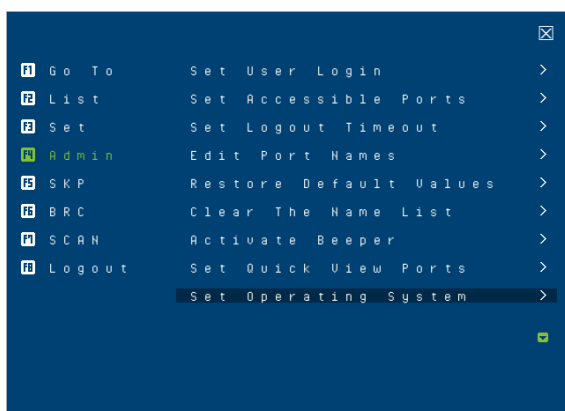 F1 Go To Set User Login >
F2 List Set Accessible Ports >
F3 Set Set Logout Timeout >
F4 Admin Edit Port Names >
F5 SKP Restore Default Values >
F6 BRC Clear The Name List >
F7 SCAN Activate Beeper >
F8 Logout Set Quick View Ports >
Set Operating System >